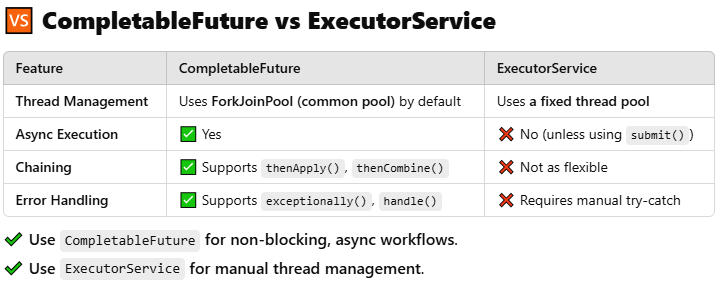 🆚 CompletableFuture vs ExecutorService
Feature CompletableFuture ExecutorService
Thread Management Uses ForkJoinPool (common pool) by default Uses a fixed thread pool
Async Execution ✅ Yes ❌ No (unless using submit())
Chaining ✅ Supports thenApply(), thenCombine() ❌ Not as flexible
Error Handling ✅ Supports exceptionally(), handle() ❌ Requires manual try-catch
✔ Use CompletableFuture for non-blocking, async workflows.
✔ Use ExecutorService for manual thread management.